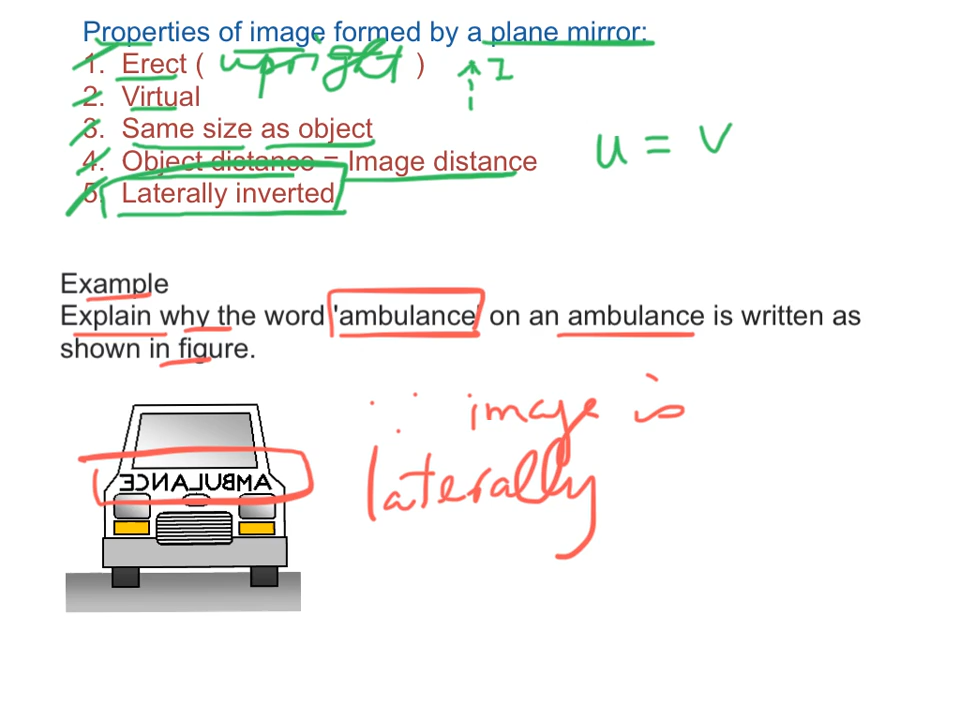 Properties of image formed by a plane mirror:
1. Erect ( upright ) I
2. Virtual
3. Same size as object
4. Object distance = Image distance
u = v
5. Laterally inverted
Example
Explain why the word 'ambulance' on an ambulance is written as
shown in figure.
∵ image is
laterally
AMBULANCE